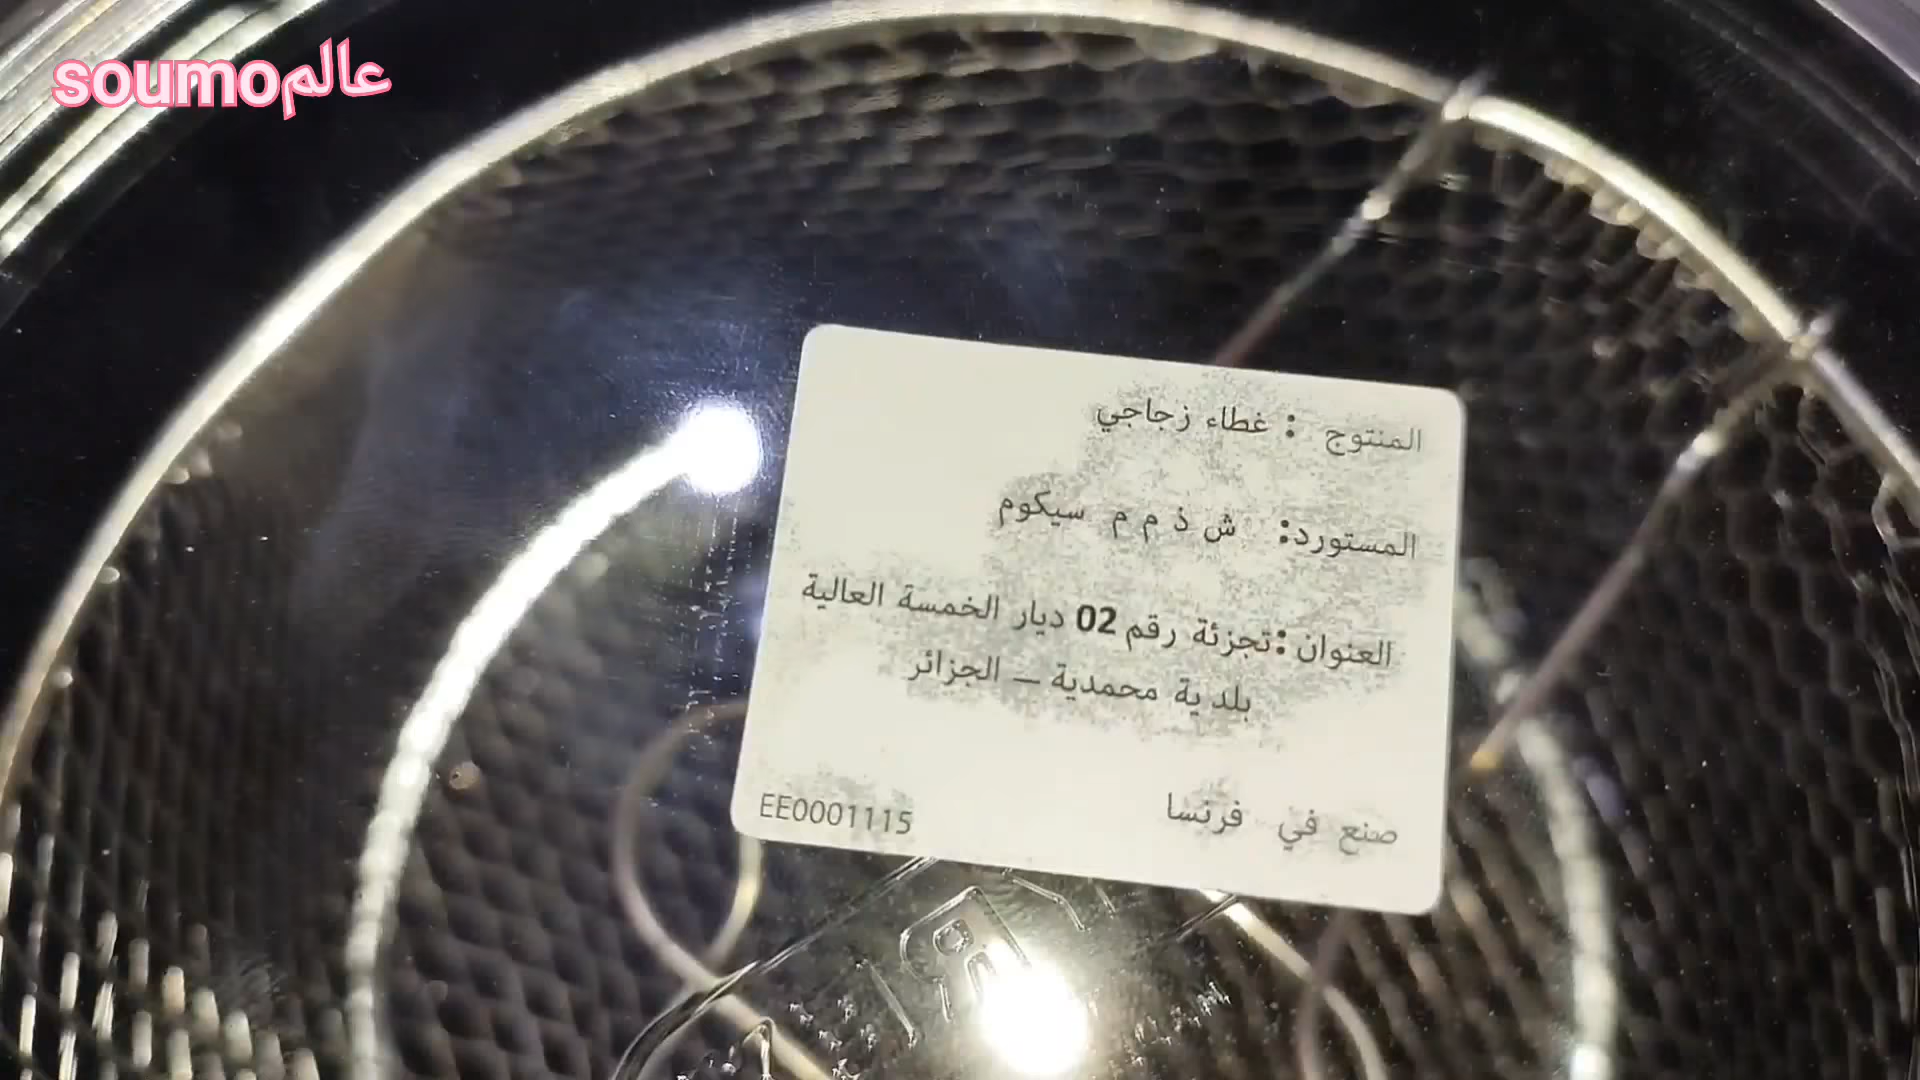 soumoعالم
المنتوج : غطاء زجاجي
المستورد: ش ذ م م سيكوم
العنوان :تجزئة رقم 02 ديار الخمسة العالية
بلدية محمدية – الجزائر
صنع في فرنسا
EE0001115